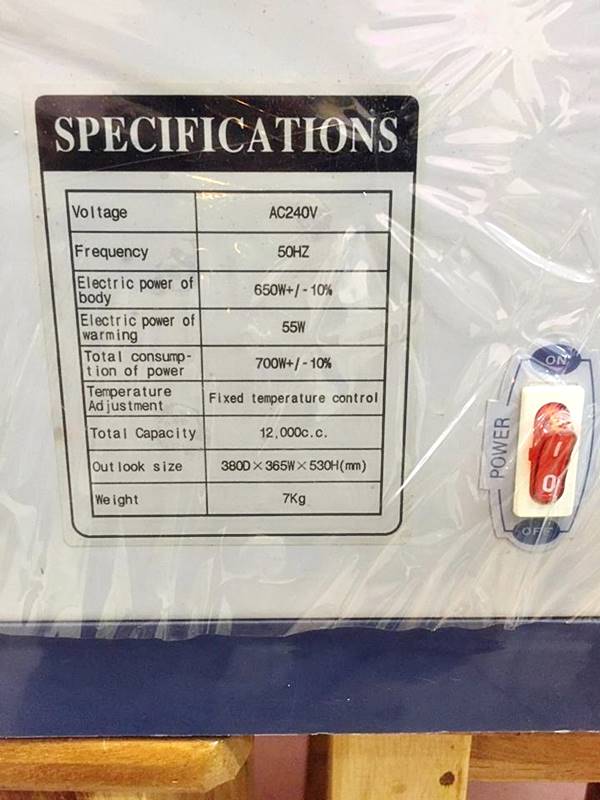 SPECIFICATIONS
Voltage AC240V
Frequency 50HZ
Electric power of
body 650W+/-10%
Electric power of
warming 55W
Total consump-
tion of power 700W+/-10%
Temperature
Adjustment Fixed temperature control
Total Capacity 12,000c.c.
Outlook size 380D×365W×530H(mm)
Weight 7Kg
ON
POWER
I
0
OFF